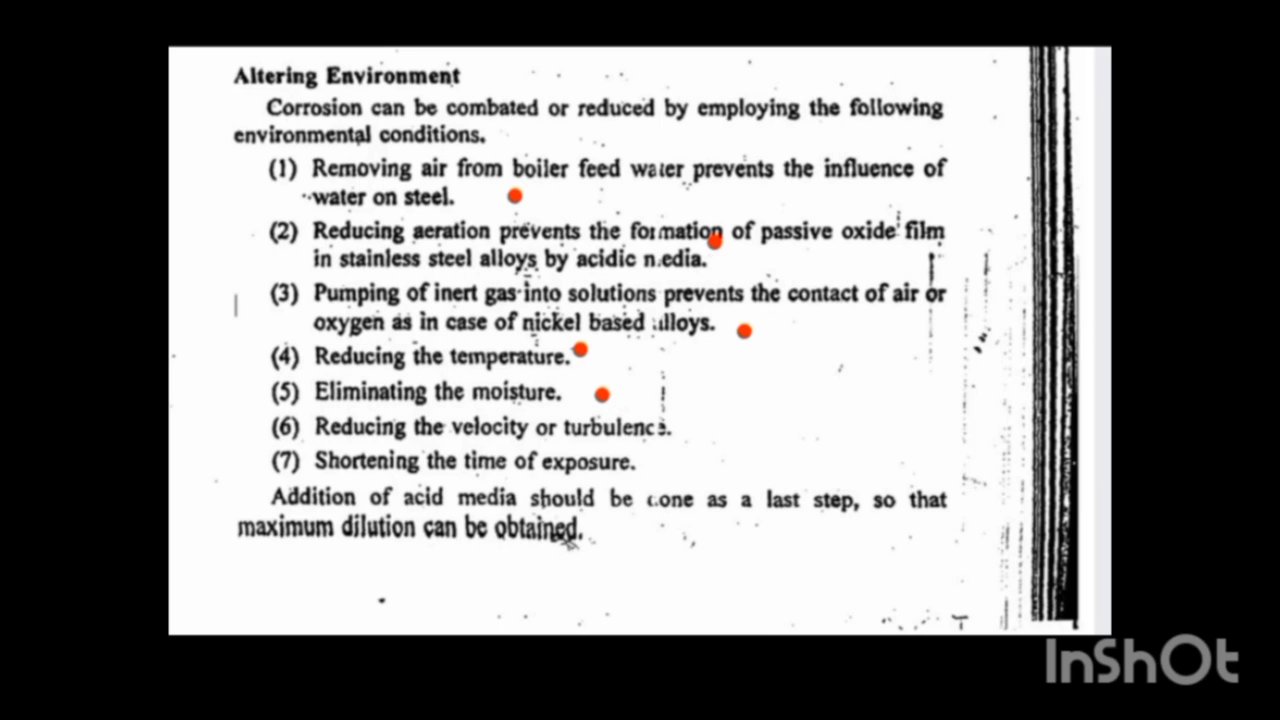 Altering Environment
Corrosion can be combated or reduced by employing the following
environmental conditions.
(1) Removing air from boiler feed water prevents the influence of
water on steel.
(2) Reducing aeration prevents the formation of passive oxide film
in stainless steel alloys by acidic media.
(3) Pumping of inert gas into solutions prevents the contact of air or
oxygen as in case of nickel based alloys.
(4) Reducing the temperature.
(5) Eliminating the moisture.
(6) Reducing the velocity or turbulence.
(7) Shortening the time of exposure.
Addition of acid media should be done as a last step, so that
maximum dilution can be obtained.
InShOt